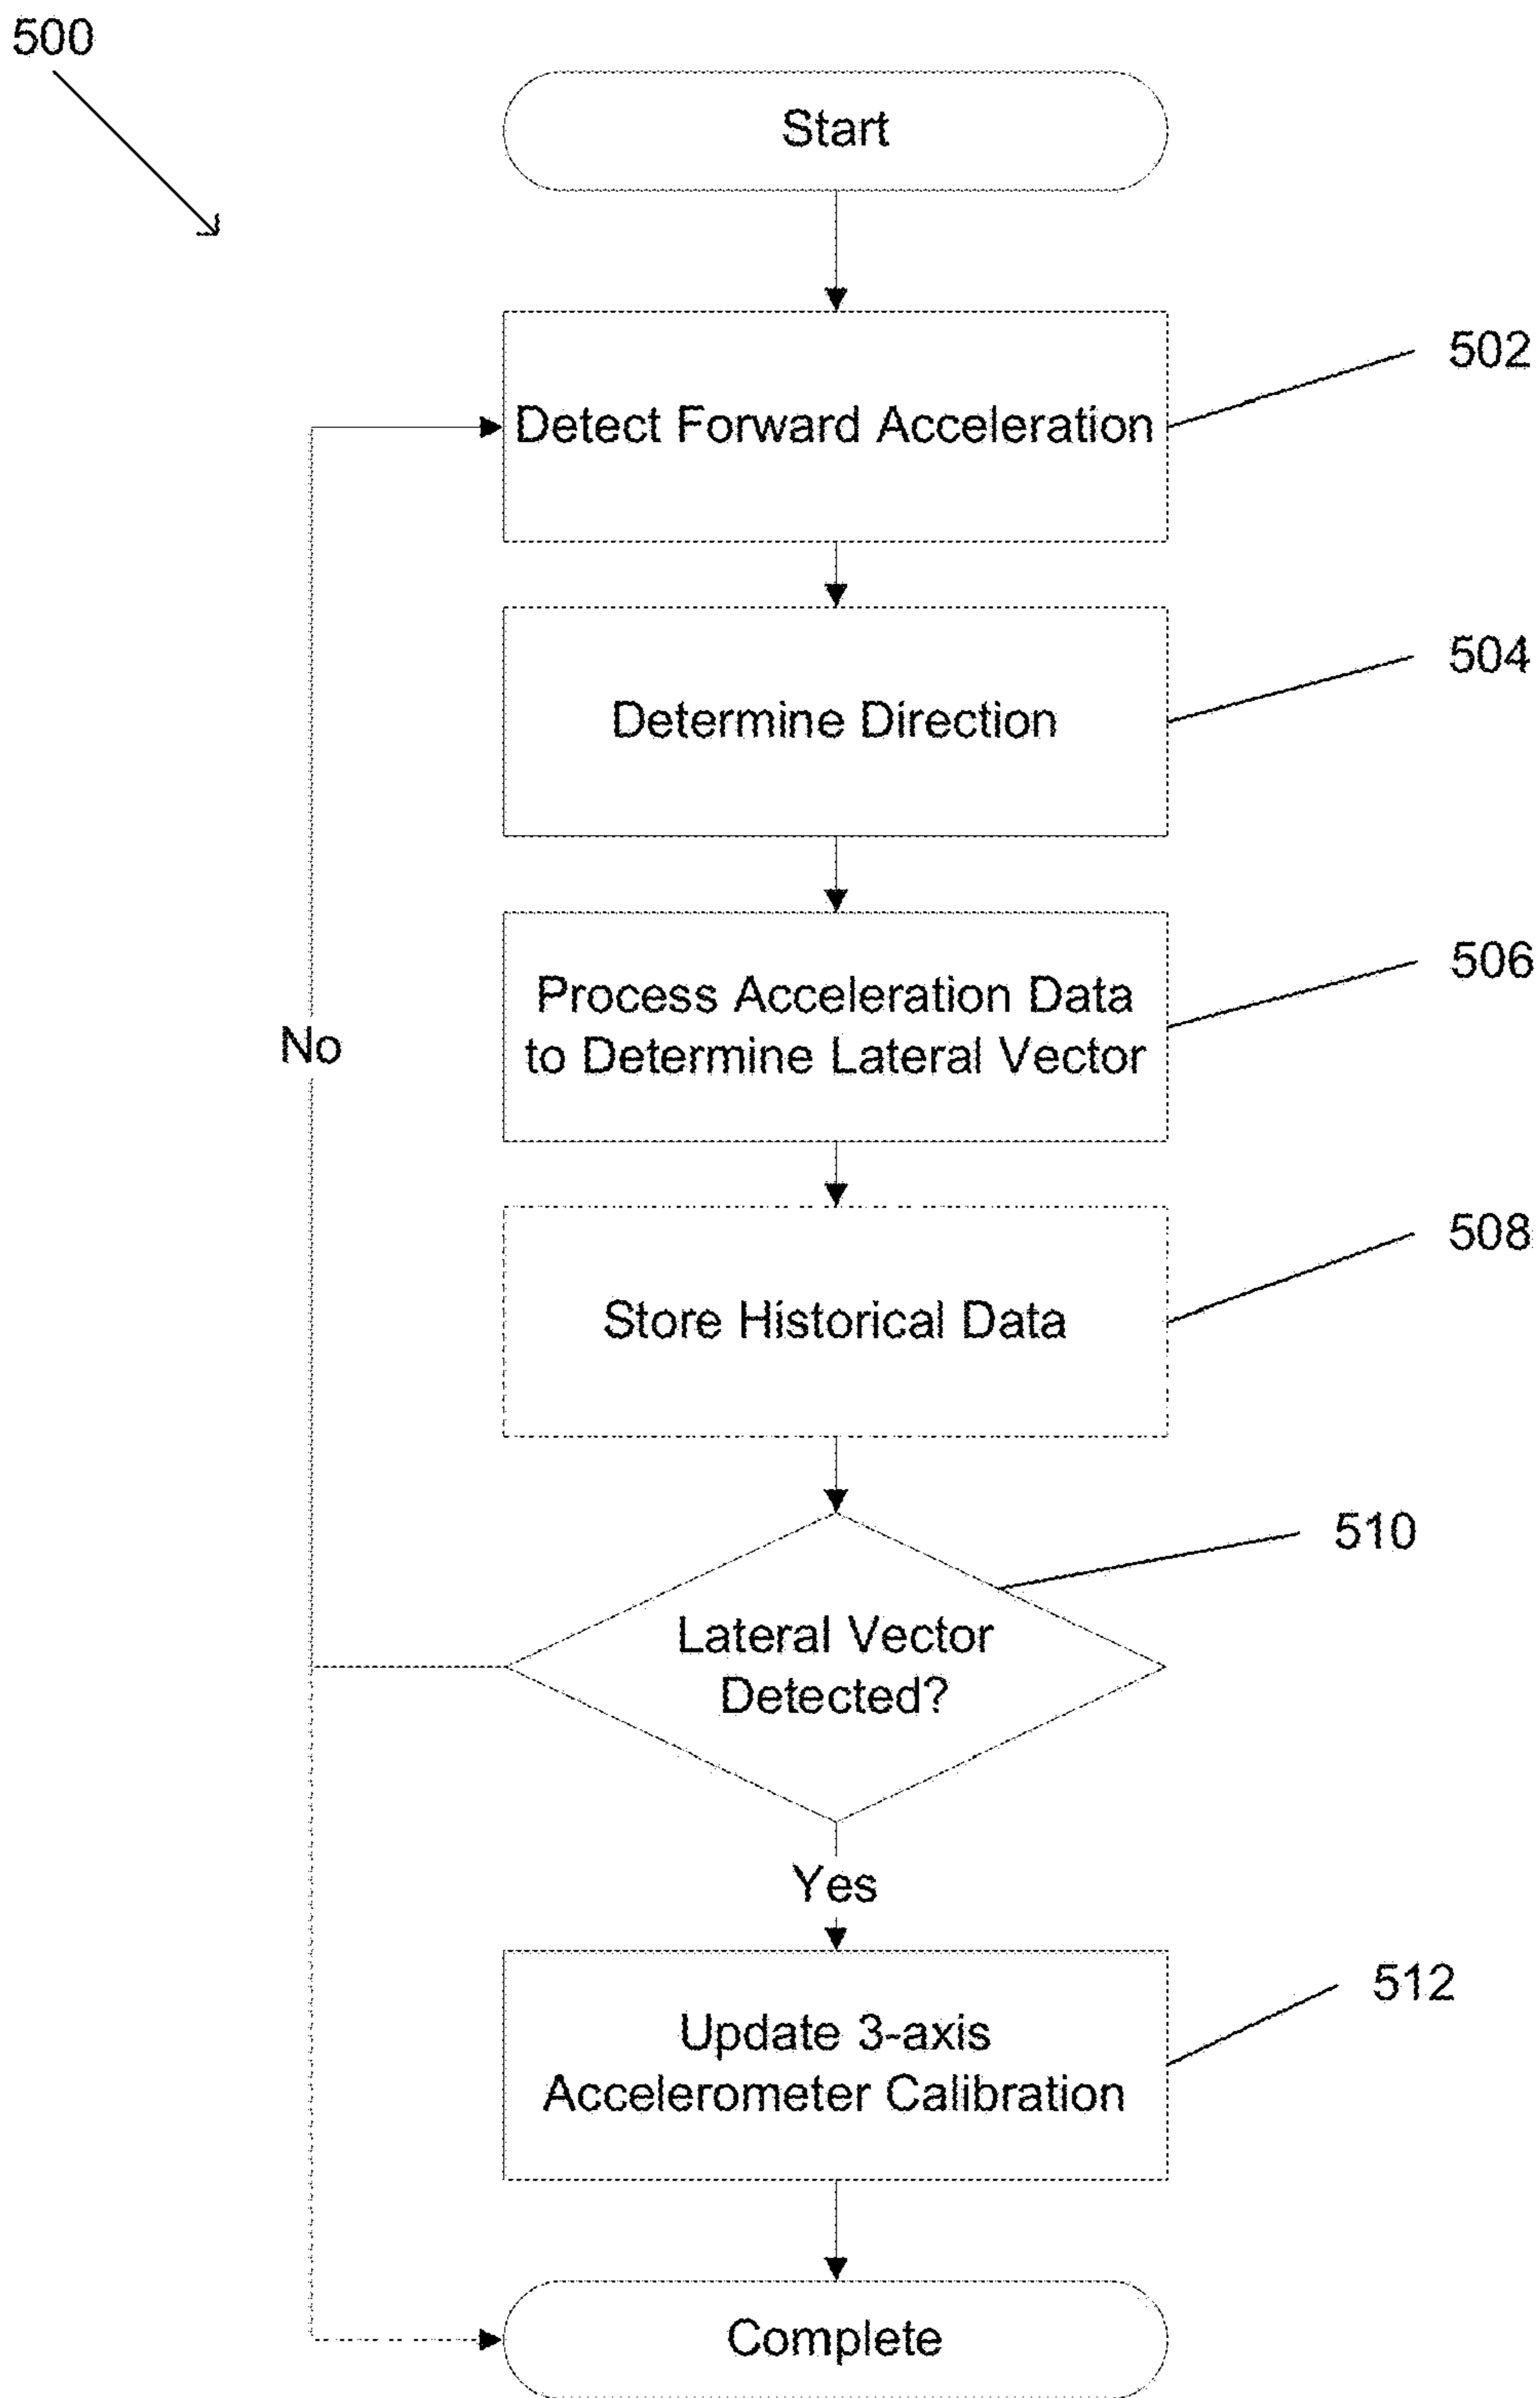 500
Start
502
Detect Forward Acceleration
504
Determine Direction
506
Process Acceleration Data
to Determine Lateral Vector
No
508
Store Historical Data
510
Lateral Vector
Detected?
Yes
512
Update 3-axis
Accelerometer Calibration
Complete